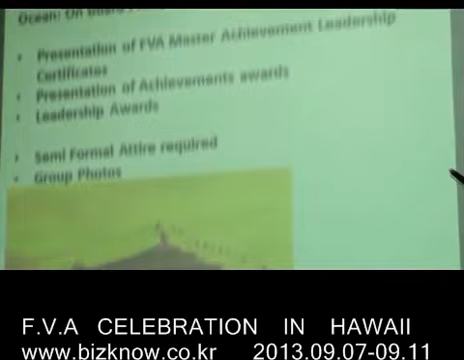 Ocean: On Board
• Presentation of FVA Master Achievement Leadership
Certificates
• Presentation of Achievements awards
• Leadership Awards
• Semi Formal Attire required
• Group Photos
F.V.A CELEBRATION IN HAWAII
www.bizknow.co.kr 2013.09.07-09.11